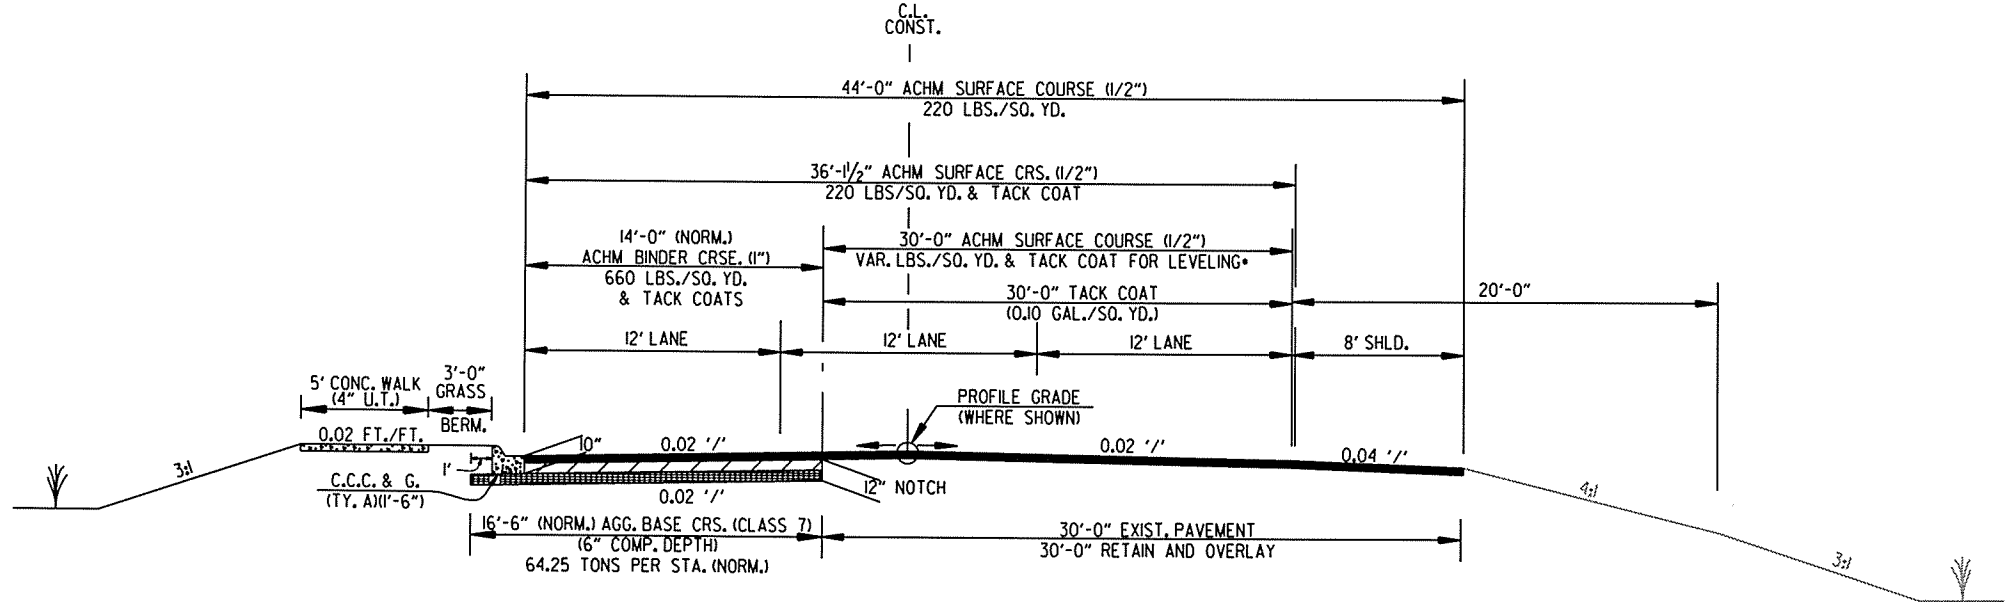 C.L.
CONST.
44'-0" ACHM SURFACE COURSE (1/2")
220 LBS./SQ. YD.
36'-1½" ACHM SURFACE CRS. (1/2")
220 LBS/SQ. YD. & TACK COAT
14'-0" (NORM.)
ACHM BINDER CRSE. (1")
660 LBS./SQ. YD.
& TACK COATS
30'-0" ACHM SURFACE COURSE (1/2")
VAR. LBS./SQ. YD. & TACK COAT FOR LEVELING*
30'-0" TACK COAT
(0.10 GAL./SQ. YD.)
20'-0"
12' LANE
12' LANE
12' LANE
8' SHLD.
5' CONC. WALK
(4" U.T.)
3'-0"
GRASS
BERM.
PROFILE GRADE
(WHERE SHOWN)
0.02 FT./FT.
10"
0.02 '/'
0.02 '/'
0.04 '/'
3:1
1'
C.C.C. & G.
(TY. A)(1'-6")
0.02 '/'
12" NOTCH
4:1
3:1
16'-6" (NORM.) AGG. BASE CRS. (CLASS 7)
(6" COMP. DEPTH)
64.25 TONS PER STA. (NORM.)
30'-0" EXIST. PAVEMENT
30'-0" RETAIN AND OVERLAY